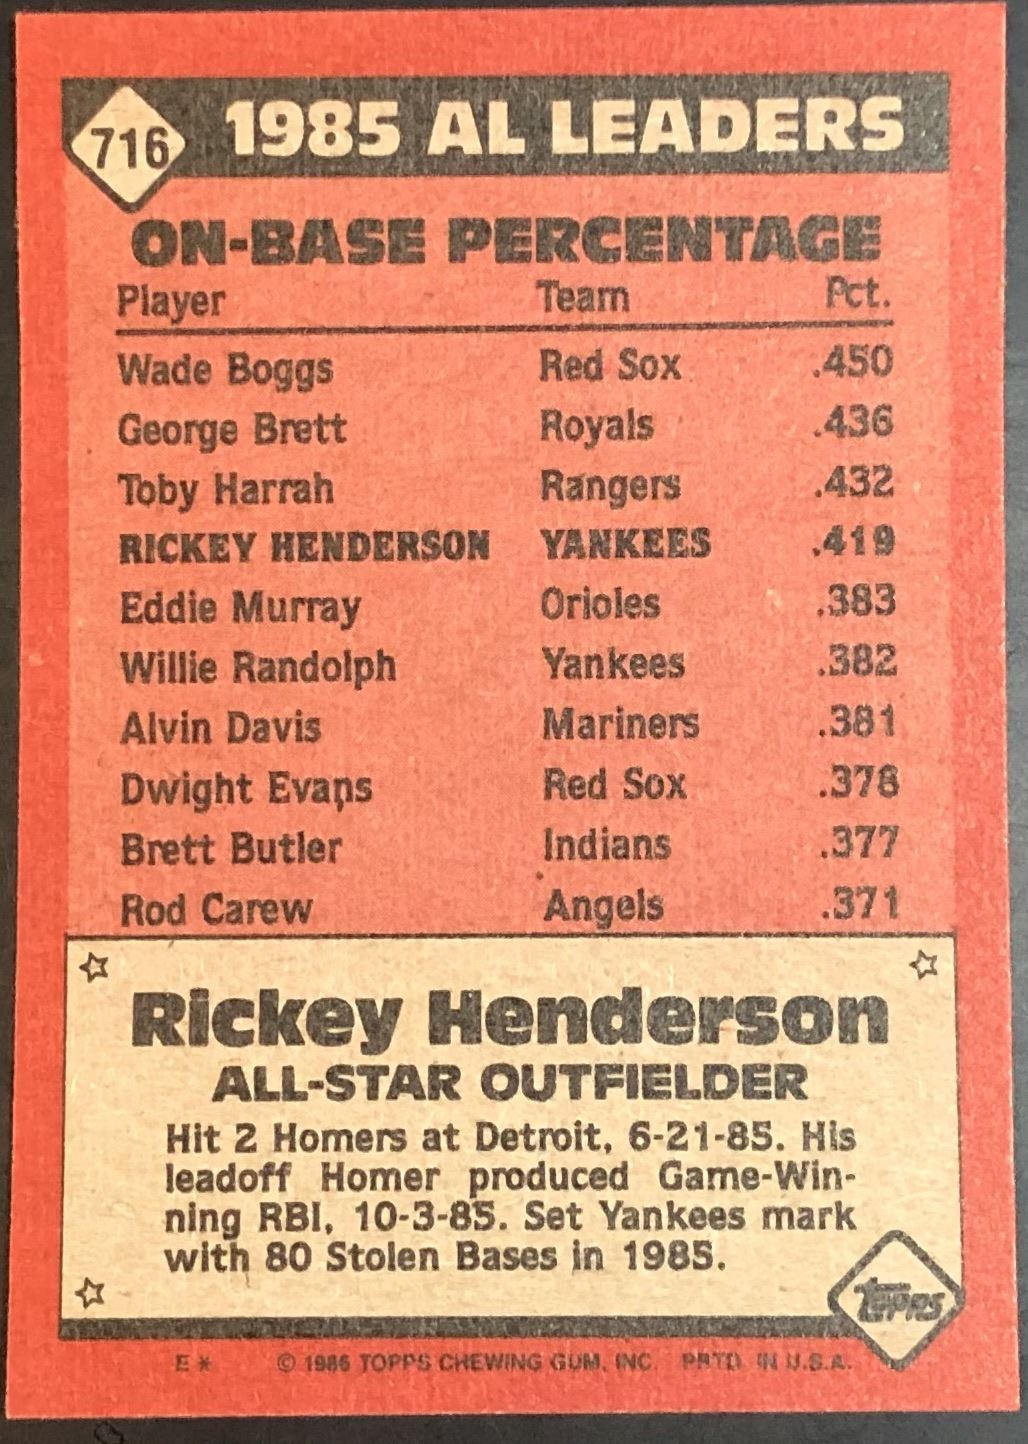 716 1985 AL LEADERS
ON-BASE PERCENTAGE
Player Team Pct.
Wade Boggs Red Sox .450
George Brett Royals .436
Toby Harrah Rangers .432
RICKEY HENDERSON YANKEES .419
Eddie Murray Orioles .383
Willie Randolph Yankees .382
Alvin Davis Mariners .381
Dwight Evans Red Sox .378
Brett Butler Indians .377
Rod Carew Angels .371
Rickey Henderson
ALL-STAR OUTFIELDER
Hit 2 Homers at Detroit, 6-21-85. His
leadoff Homer produced Game-Win-
ning RBI, 10-3-85. Set Yankees mark
with 80 Stolen Bases in 1985.
TOPPS
E* © 1986 TOPPS CHEWING GUM, INC. PRTD. IN U.S.A.